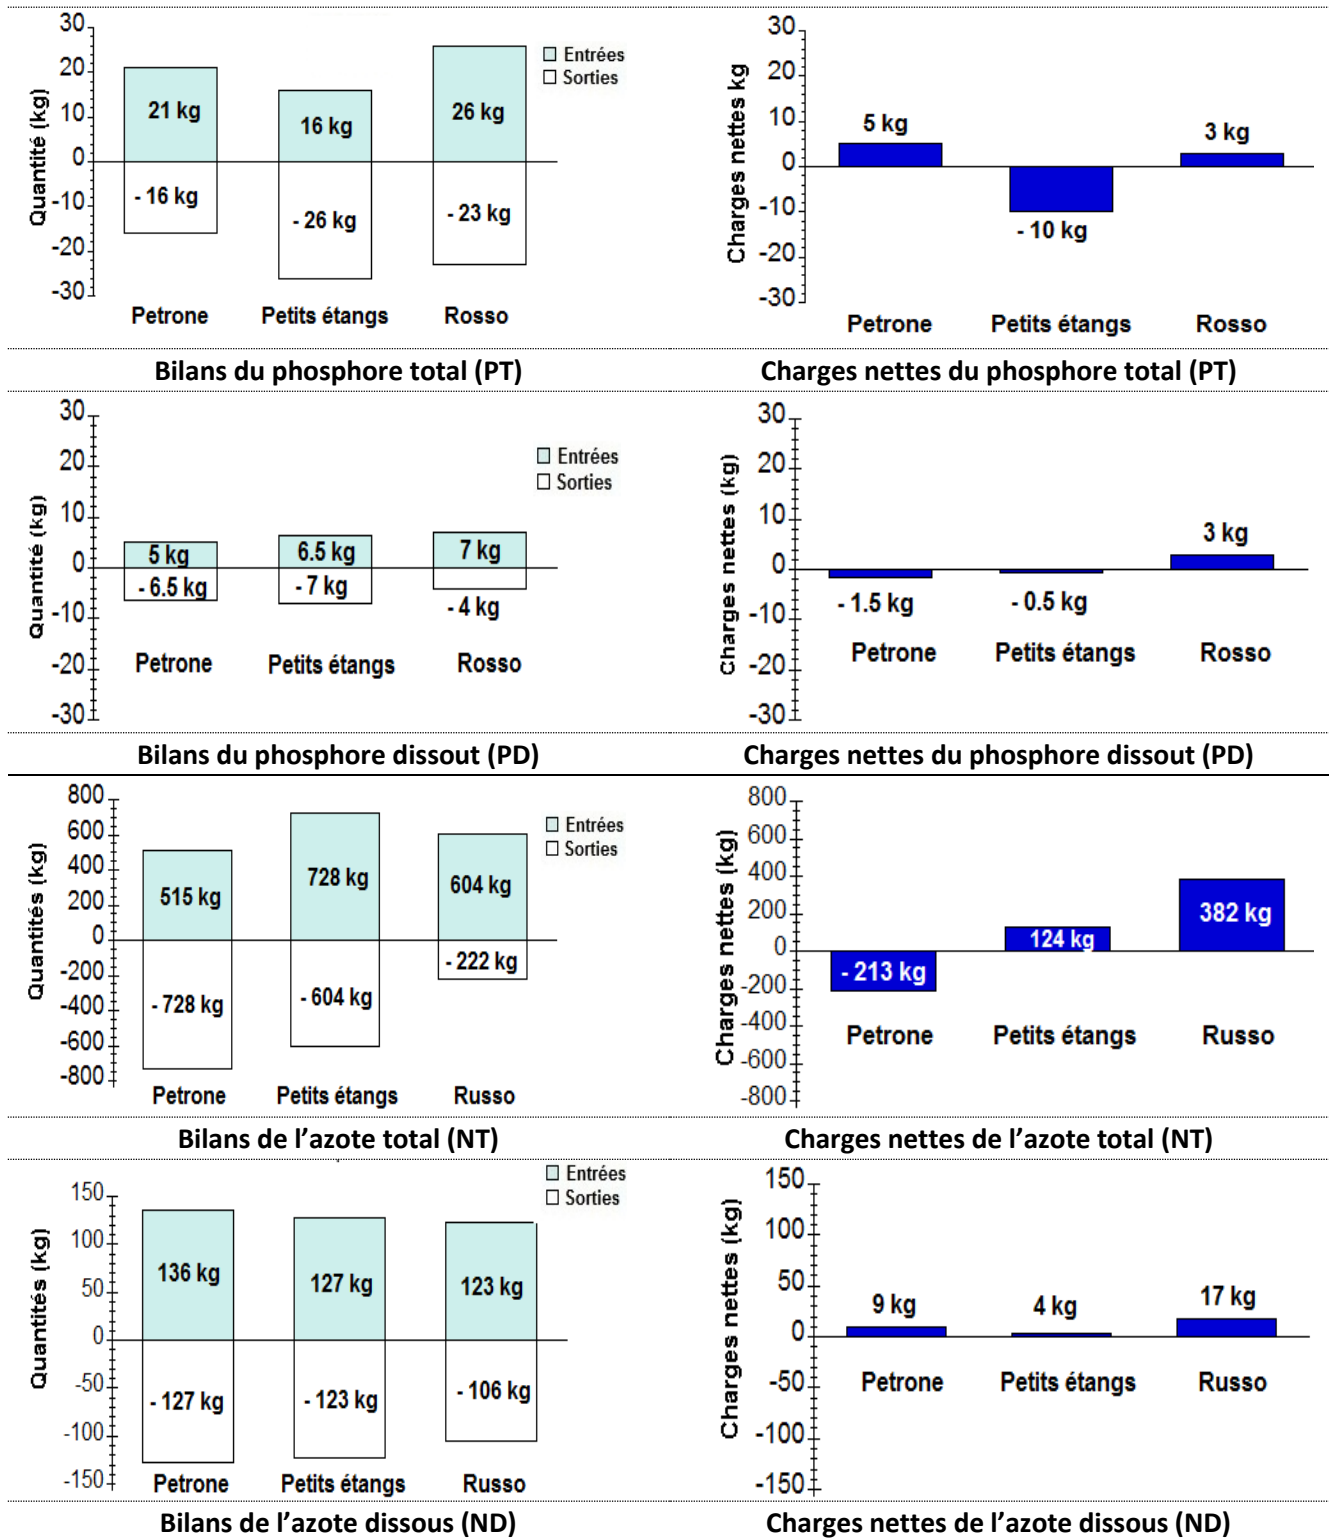 30
20
10
0
-10
-20
-30
Quantité (kg)
Entrées
Sorties
21 kg
16 kg
26 kg
- 16 kg
- 26 kg
- 23 kg
Petrone Petits étangs Rosso
30
20
10
0
-10
-20
-30
Charges nettes kg
5 kg
- 10 kg
3 kg
Petrone Petits étangs Rosso
Bilans du phosphore total (PT)
Charges nettes du phosphore total (PT)
30
20
10
0
-10
-20
-30
Quantité (kg)
Entrées
Sorties
5 kg
6.5 kg
7 kg
- 6.5 kg
- 7 kg
- 4 kg
Petrone Petits étangs Rosso
30
20
10
0
-10
-20
-30
Charges nettes (kg)
- 1.5 kg
- 0.5 kg
3 kg
Petrone Petits étangs Rosso
Bilans du phosphore dissout (PD)
Charges nettes du phosphore dissout (PD)
800
600
400
200
0
-200
-400
-600
-800
Quantités (kg)
Entrées
Sorties
515 kg
728 kg
604 kg
- 728 kg
- 604 kg
- 222 kg
Petrone Petits étangs Russo
800
600
400
200
0
-200
-400
-600
-800
Charges nettes (kg)
- 213 kg
124 kg
382 kg
Petrone Petits étangs Russo
Bilans de l’azote total (NT)
Charges nettes de l’azote total (NT)
150
100
50
0
-50
-100
-150
Quantités (kg)
Entrées
Sorties
136 kg
127 kg
123 kg
- 127 kg
- 123 kg
- 106 kg
Petrone Petits étangs Russo
150
100
50
0
-50
-100
-150
Charges nettes (kg)
9 kg
4 kg
17 kg
Petrone Petits étangs Russo
Bilans de l’azote dissous (ND)
Charges nettes de l’azote dissous (ND)